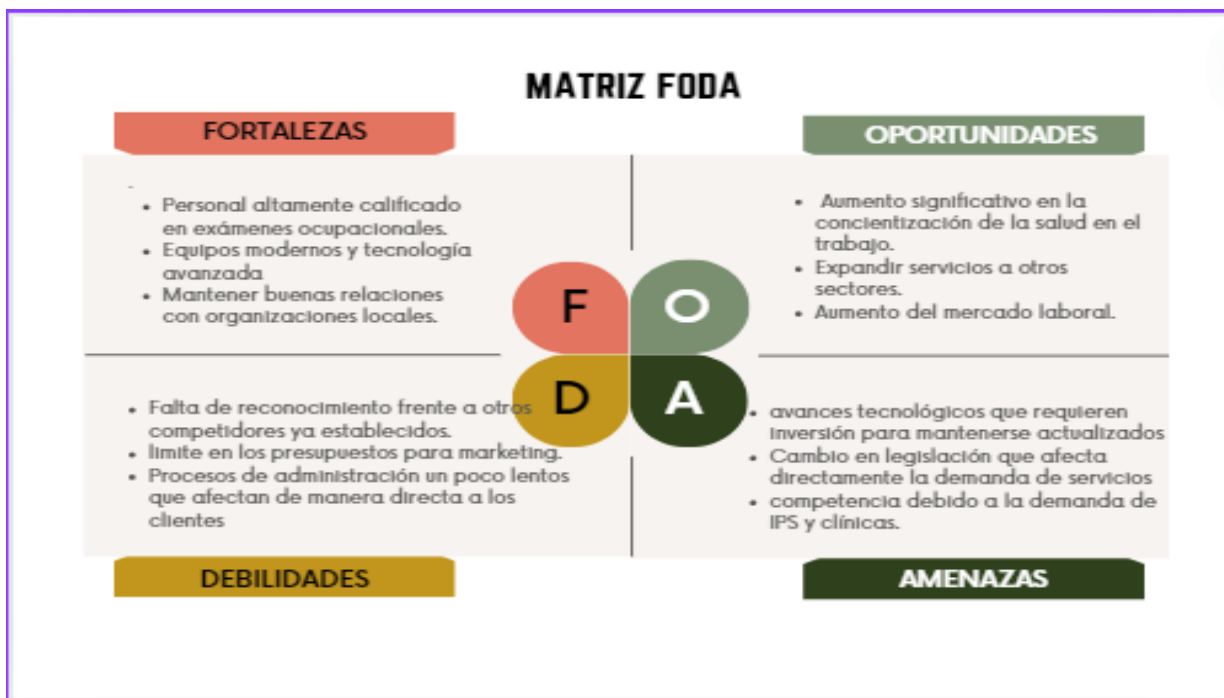 MATRIZ FODA
FORTALEZAS
-
• Personal altamente calificado
en exámenes ocupacionales.
• Equipos modernos y tecnología
avanzada
• Mantener buenas relaciones
con organizaciones locales.
OPORTUNIDADES
• Aumento significativo en la
concientización de la salud en el
trabajo.
• Expandir servicios a otros
sectores.
• Aumento del mercado laboral.
F
O
D
A
• Falta de reconocimiento frente a otros
competidores ya establecidos.
• limite en los presupuestos para marketing.
• Procesos de administración un poco lentos
que afectan de manera directa a los
clientes
DEBILIDADES
• avances tecnológicos que requieren
inversión para mantenerse actualizados
• Cambio en legislación que afecta
directamente la demanda de servicios
• competencia debido a la demanda de
IPS y clínicas.
AMENAZAS